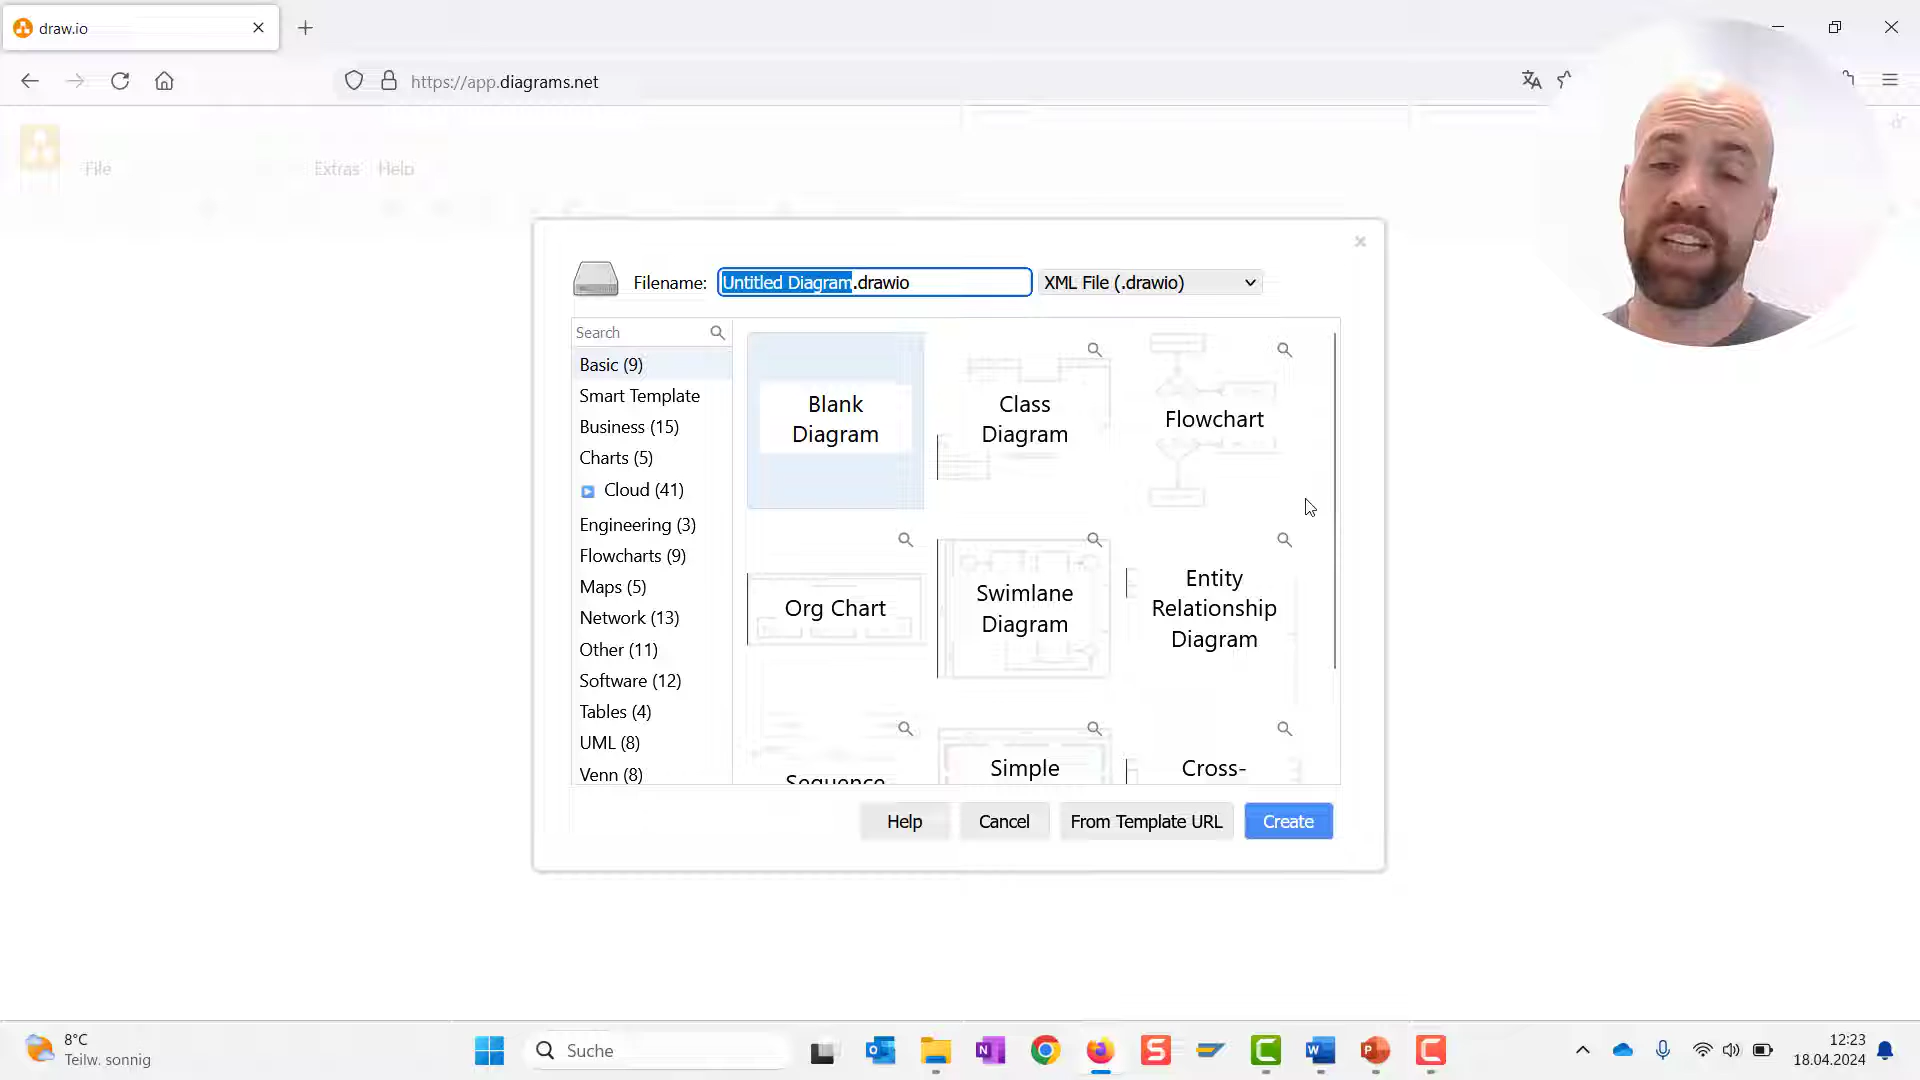 draw.io
https://app.diagrams.net
File Extras Help
Filename: Untitled Diagram.drawio XML File (.drawio)
Search
Basic (9)
Smart Template
Business (15)
Charts (5)
Cloud (41)
Engineering (3)
Flowcharts (9)
Maps (5)
Network (13)
Other (11)
Software (12)
Tables (4)
UML (8)
Venn (8)
Blank
Diagram
Class
Diagram
Flowchart
Org Chart
Swimlane
Diagram
Entity
Relationship
Diagram
Sequence
Simple
Cross-
Help Cancel From Template URL Create
8°C
Teilw. sonnig
Suche
12:23
18.04.2024